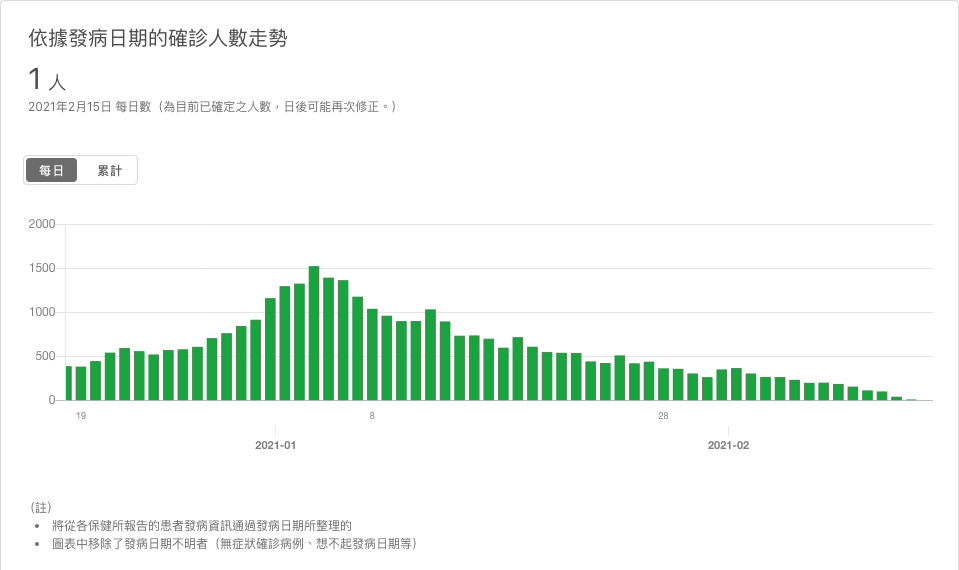 依據發病日期的確診人數走勢
1 人
2021年2月15日 每日數（為目前已確定之人數，日後可能再次修正。）
每日 累計
2000
1500
1000
500
0
19 8 28
2021-01 2021-02
（註）
• 將從各保健所報告的患者發病資訊通過發病日期所整理的
• 圖表中移除了發病日期不明者（無症狀確診病例、想不起發病日期等）